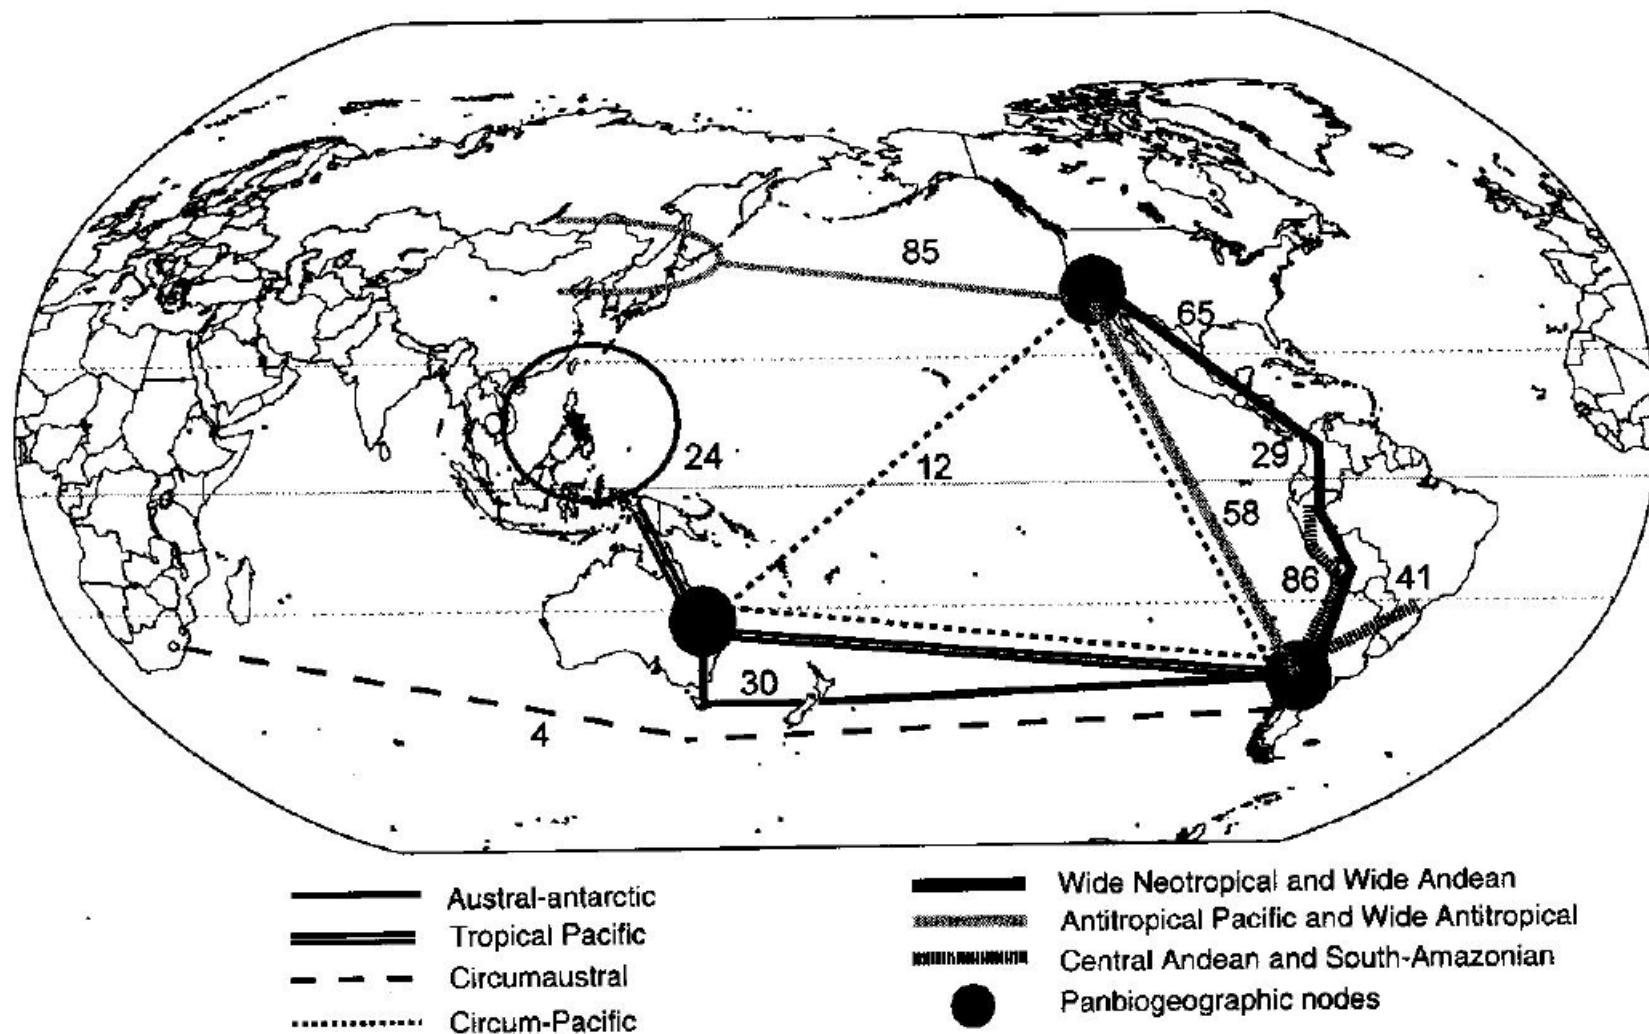 85
65
24
12
29
58
86
41
30
4
Austral-antarctic
Tropical Pacific
Circumaustral
Circum-Pacific
Wide Neotropical and Wide Andean
Antitropical Pacific and Wide Antitropical
Central Andean and South-Amazonian
Panbiogeographic nodes